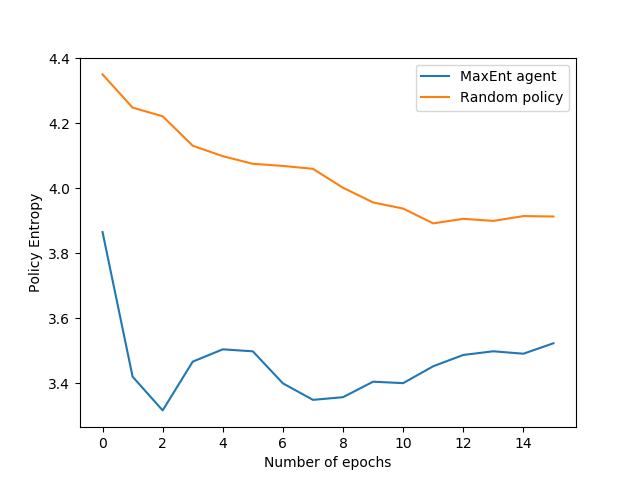 MaxEnt agent
Random policy
Policy Entropy
4.4
4.2
4.0
3.8
3.6
3.4
0 2 4 6 8 10 12 14
Number of epochs